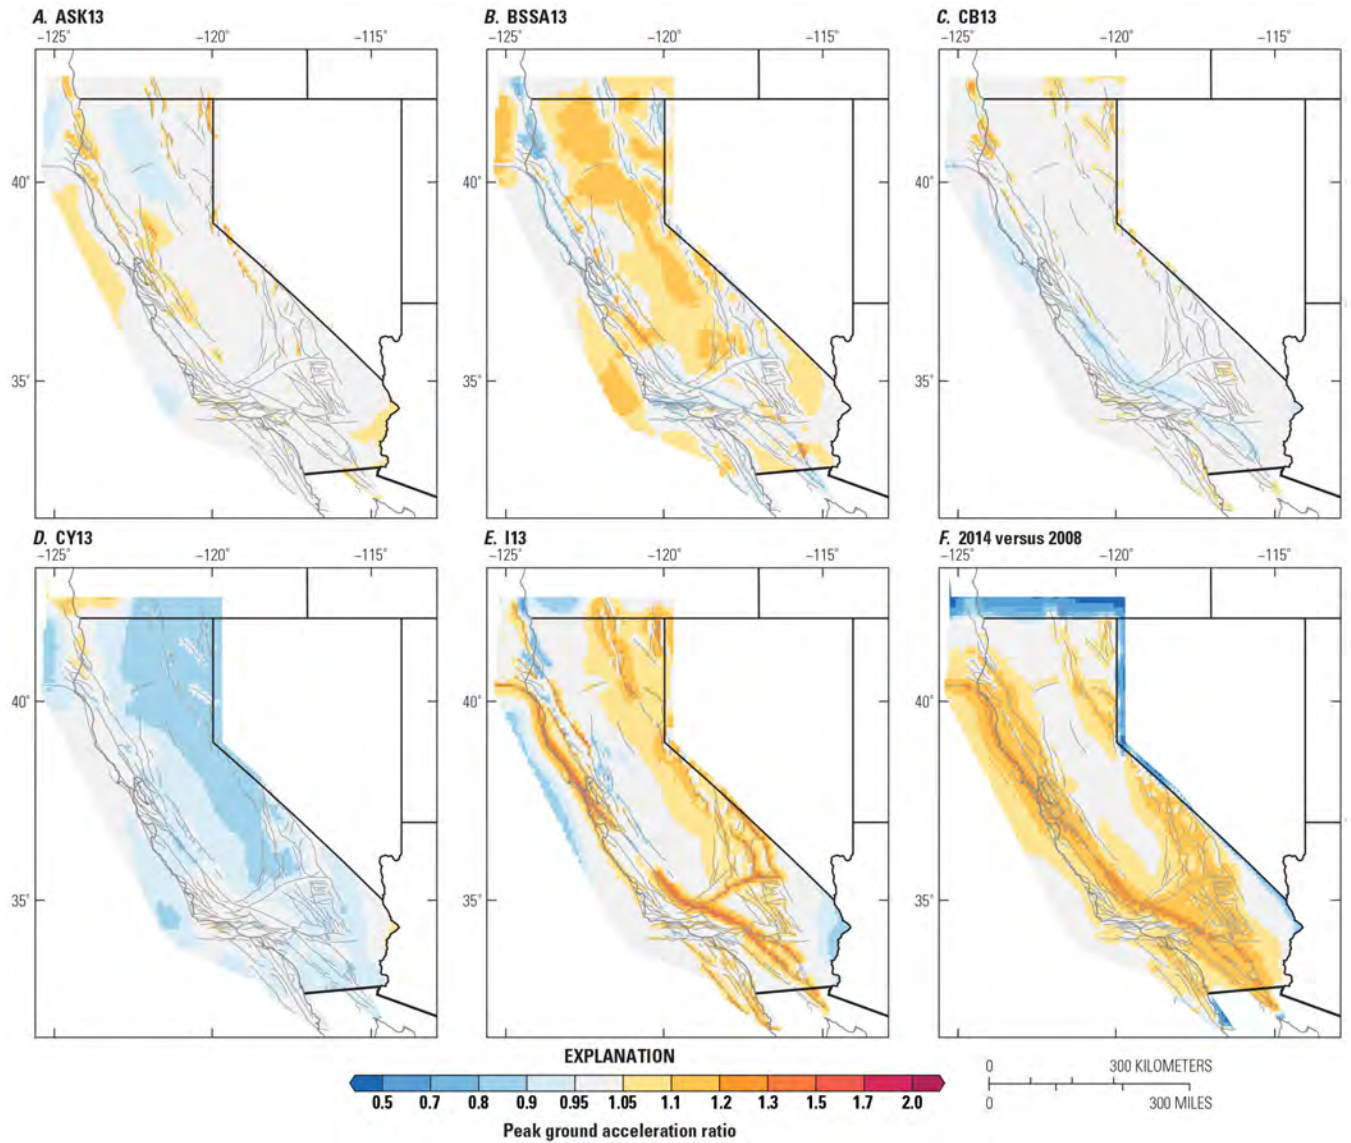 A. ASK13
B. BSSA13
C. CB13
−125° −120° −115°
−125° −120° −115°
−125° −120° −115°
40° 40° 40°
35° 35° 35°
D. CY13
E. I13
F. 2014 versus 2008
−125° −120° −115°
−125° −120° −115°
−125° −120° −115°
40° 40° 40°
35° 35° 35°
EXPLANATION
0.5 0.7 0.8 0.9 0.95 1.05 1.1 1.2 1.3 1.5 1.7 2.0
Peak ground acceleration ratio
0 300 KILOMETERS
0 300 MILES